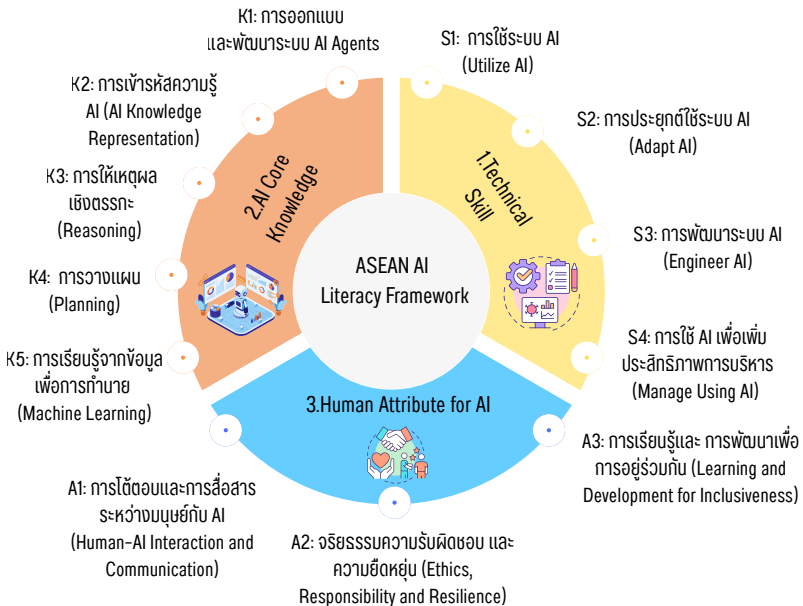 K1: การออกแบบ
และพัฒนาระบบ AI Agents
S1: การใช้ระบบ AI
(Utilize AI)
K2: การเข้ารหัสความรู้
AI (AI Knowledge
Representation)
S2: การประยุกต์ใช้ระบบ AI
(Adapt AI)
2.AI Core
Knowledge
1.Technical
Skill
K3: การให้เหตุผล
เชิงตรรกะ
(Reasoning)
S3: การพัฒนาระบบ AI
(Engineer AI)
ASEAN AI
Literacy Framework
K4: การวางแผน
(Planning)
S4: การใช้ AI เพื่อเพิ่ม
ประสิทธิภาพการบริหาร
(Manage Using AI)
K5: การเรียนรู้จากข้อมูล
เพื่อการทำนาย
(Machine Learning)
3.Human Attribute for AI
A3: การเรียนรู้และ การพัฒนาเพื่อ
การอยู่ร่วมกัน (Learning and
Development for Inclusiveness)
A1: การโต้ตอบและการสื่อสาร
ระหว่างมนุษย์กับ AI
(Human-AI Interaction and
Communication)
A2: จริยธรรมความรับผิดชอบ และ
ความยืดหยุ่น (Ethics,
Responsibility and Resilience)